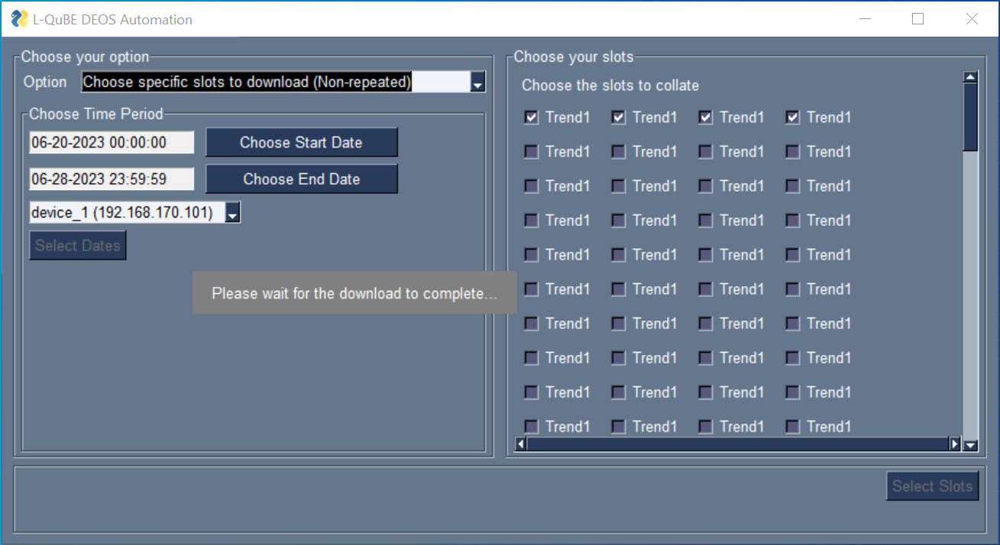 L-QuBE DEOS Automation
Choose your option
Option Choose specific slots to download (Non-repeated)
Choose Time Period
06-20-2023 00:00:00 Choose Start Date
06-28-2023 23:59:59 Choose End Date
device_1 (192.168.170.101)
Select Dates
Please wait for the download to complete...
Choose your slots
Choose the slots to collate
Trend1 Trend1 Trend1 Trend1
Trend1 Trend1 Trend1 Trend1
Trend1 Trend1 Trend1 Trend1
Trend1 Trend1 Trend1 Trend1
Trend1 Trend1 Trend1 Trend1
Trend1 Trend1 Trend1 Trend1
Trend1 Trend1 Trend1 Trend1
Trend1 Trend1 Trend1 Trend1
Trend1 Trend1 Trend1 Trend1
Trend1 Trend1 Trend1 Trend1
Select Slots